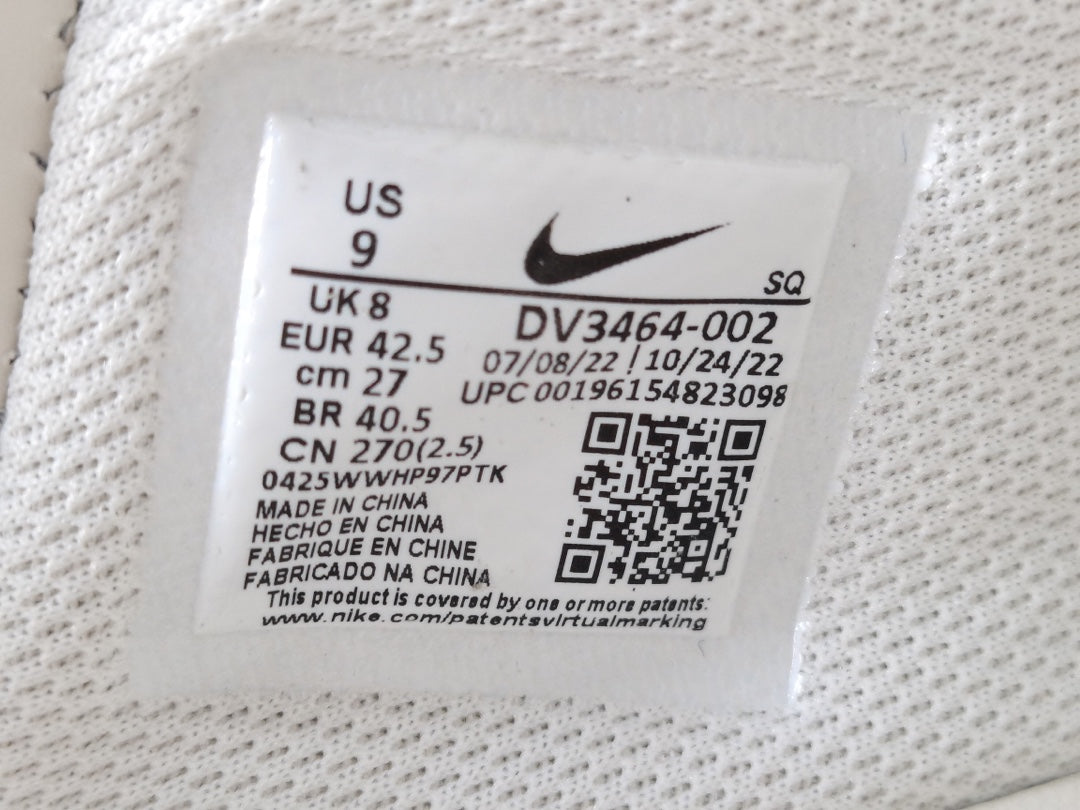 US
9
SQ
UK 8
EUR 42.5
cm 27
BR 40.5
CN 270(2.5)
DV3464-002
07/08/22 | 10/24/22
UPC 00196154823098
0425WWHP97PTK
MADE IN CHINA
HECHO EN CHINA
FABRIQUE EN CHINE
FABRICADO NA CHINA
This product is covered by one or more patents:
www.nike.com/patentsvirtualmarking